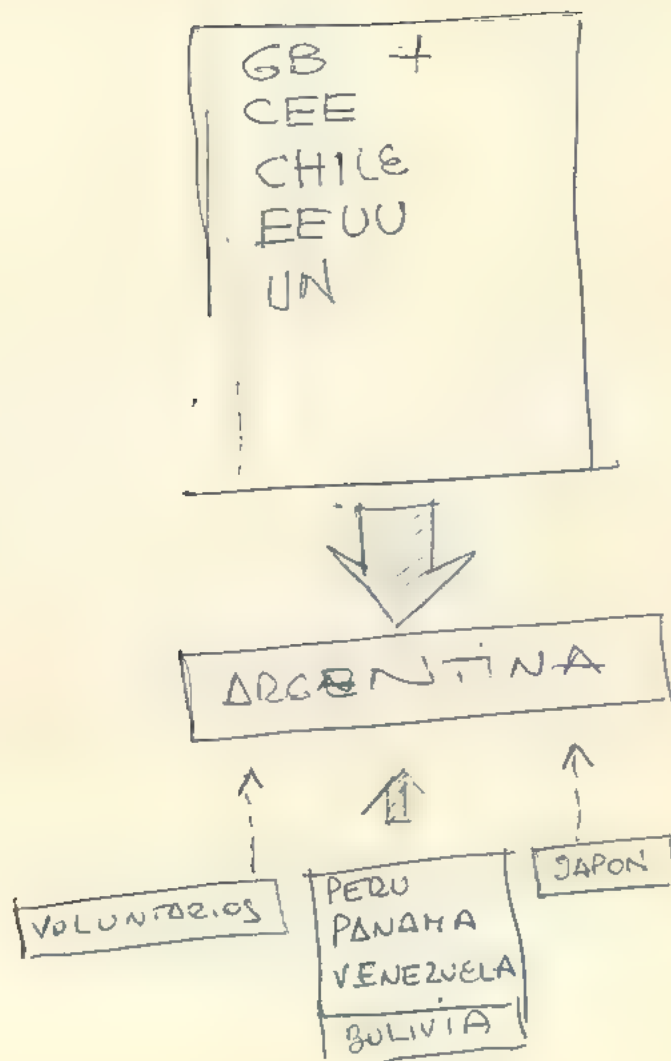 GB +
CEE
CHILE
EEUU
UN
ARGENTINA
VOLUNTARIOS
PERU
PANAMA
VENEZUELA
BOLIVIA
JAPON